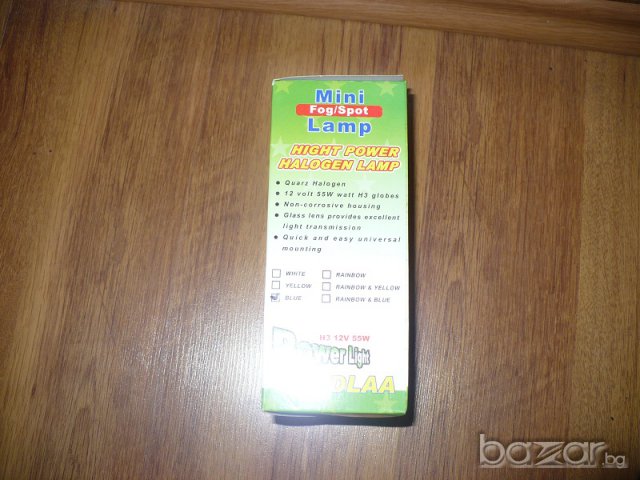 Mini
Fog/Spot
Lamp
HIGHT POWER
HALOGEN LAMP
● Quarz Halogen
● 12 volt 55W watt H3 globes
● Non-corrosive housing
● Glass lens provides excellent
light transmission
● Quick and easy universal
mounting
WHITE RAINBOW
YELLOW RAINBOW & YELLOW
BLUE RAINBOW & BLUE
H3 12V 55W
Power Light
DLAA
bazar.bg